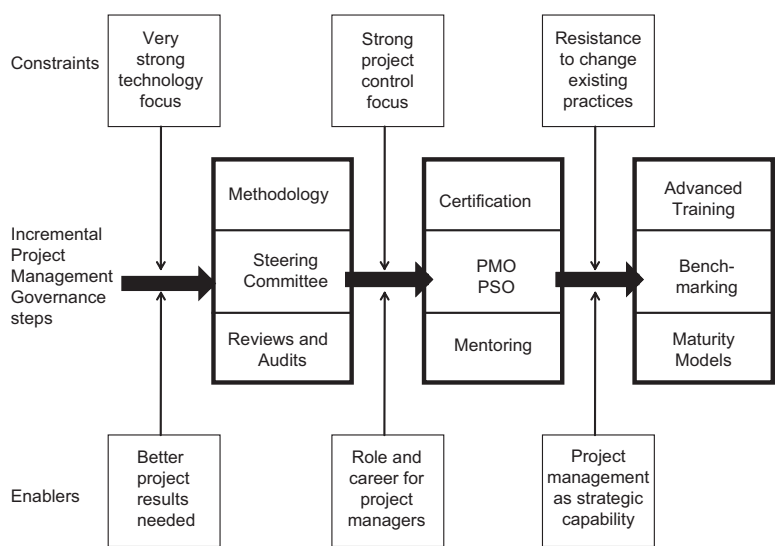 Constraints
Very
strong
technology
focus
Strong
project
control
focus
Resistance
to change
existing
practices
Incremental
Project
Management
Governance
steps
Methodology
Steering
Committee
Reviews and
Audits
Certification
PMO
PSO
Mentoring
Advanced
Training
Bench-
marking
Maturity
Models
Enablers
Better
project
results
needed
Role and
career for
project
managers
Project
management
as strategic
capability